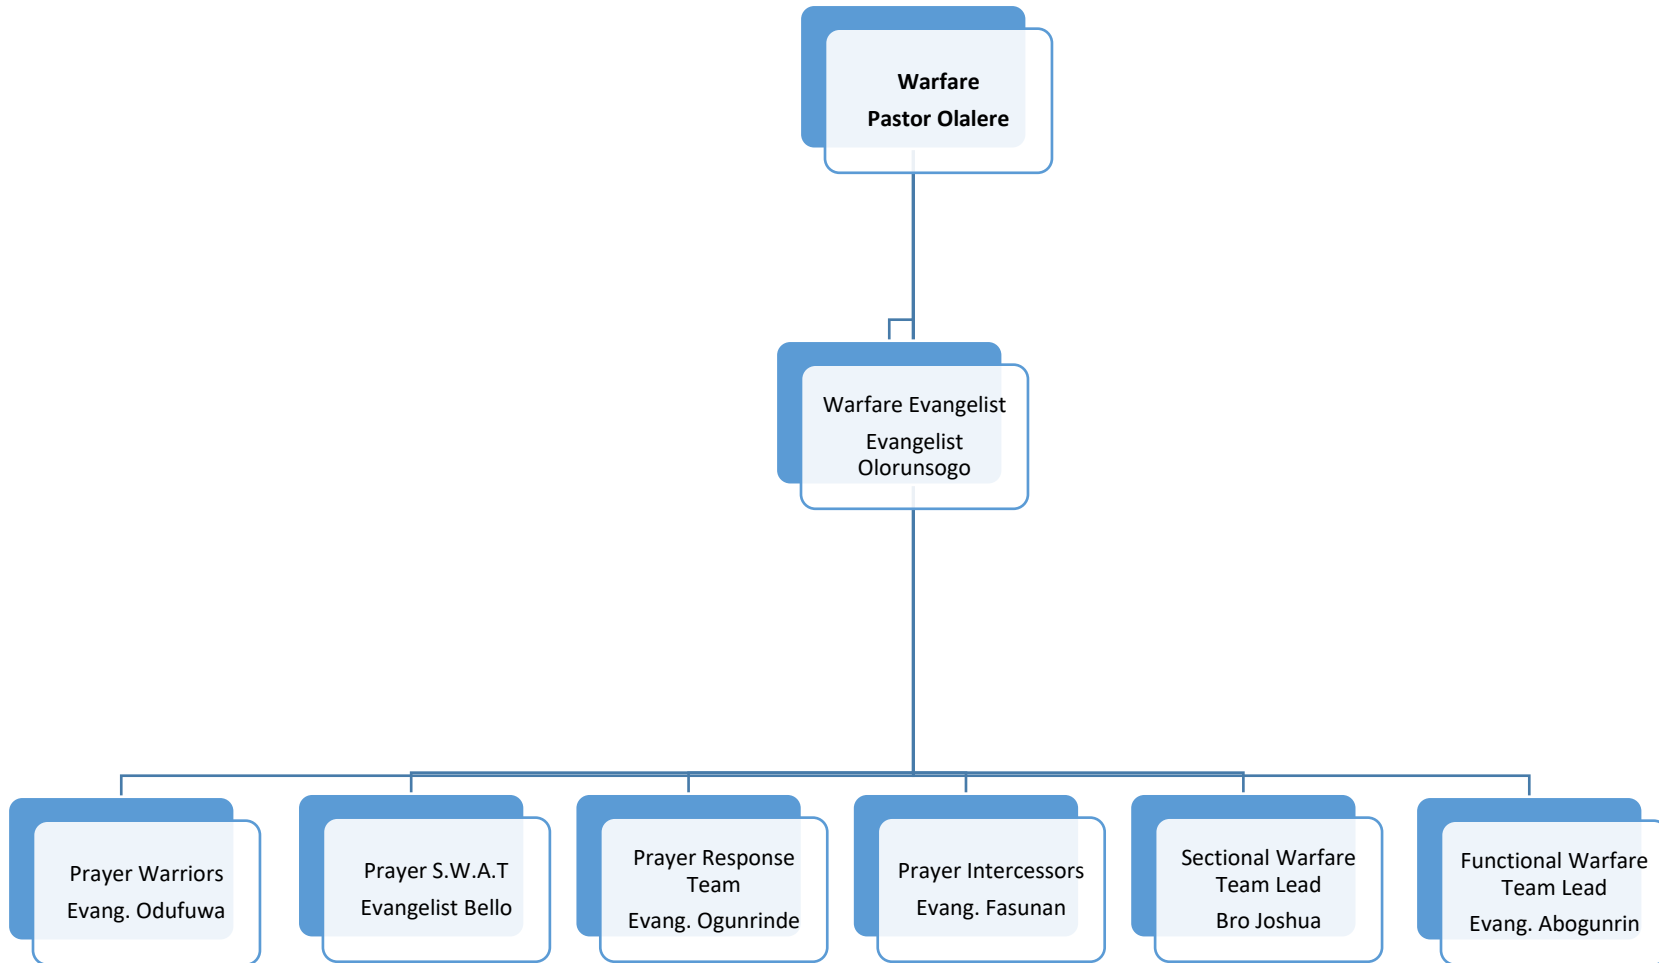 Warfare
Pastor Olalere
Warfare Evangelist
Evangelist
Olorunsogo
Prayer Warriors
Evang. Odufuwa
Prayer S.W.A.T
Evangelist Bello
Prayer Response
Team
Evang. Ogunrinde
Prayer Intercessors
Evang. Fasunan
Sectional Warfare
Team Lead
Bro Joshua
Functional Warfare
Team Lead
Evang. Abogunrin